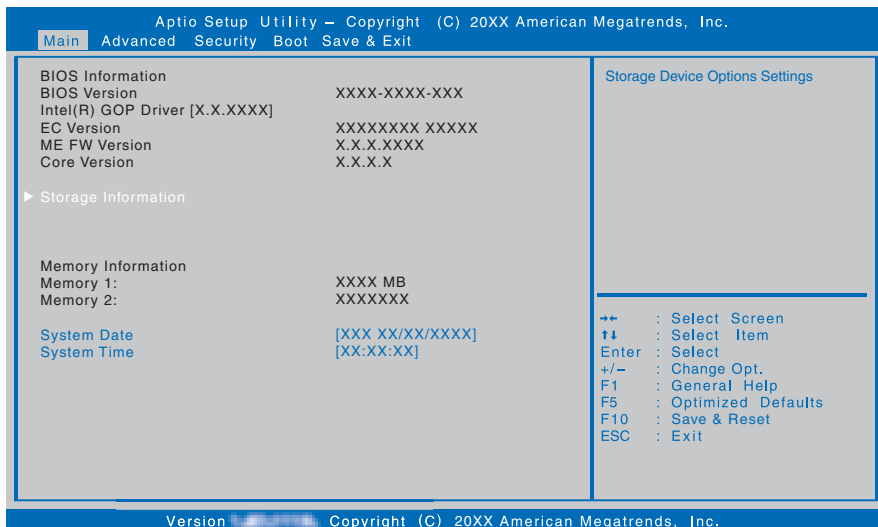 Aptio Setup Utility – Copyright (C) 20XX American Megatrends, Inc.
Main Advanced Security Boot Save & Exit
BIOS Information
BIOS Version XXXX-XXXX-XXX
Intel(R) GOP Driver [X.X.XXXX]
EC Version XXXXXXXX XXXXX
ME FW Version X.X.X.XXXX
Core Version X.X.X.X
▶ Storage Information
Memory Information
Memory 1: XXXX MB
Memory 2: XXXXXXX
System Date [XXX XX/XX/XXXX]
System Time [XX:XX:XX]
Storage Device Options Settings
→← : Select Screen
↑↓ : Select Item
Enter : Select
+/– : Change Opt.
F1 : General Help
F5 : Optimized Defaults
F10 : Save & Reset
ESC : Exit
Version Copyright (C) 20XX American Megatrends, Inc.